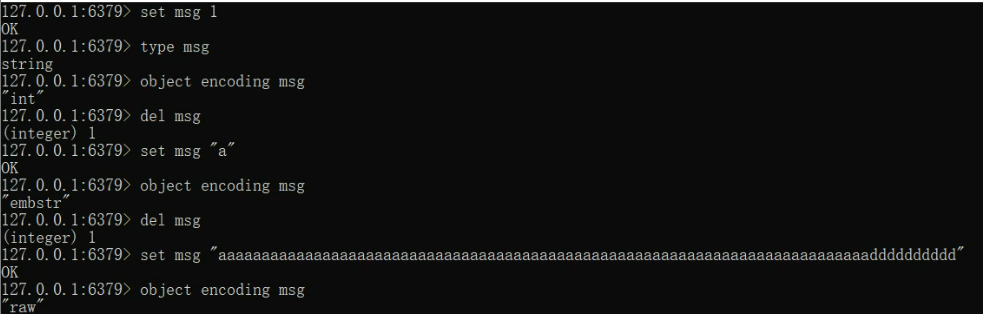 127.0.0.1:6379> set msg 1
OK
127.0.0.1:6379> type msg
string
127.0.0.1:6379> object encoding msg
"int"
127.0.0.1:6379> del msg
(integer) 1
127.0.0.1:6379> set msg "a"
OK
127.0.0.1:6379> object encoding msg
"embstr"
127.0.0.1:6379> del msg
(integer) 1
127.0.0.1:6379> set msg "aaaaaaaaaaaaaaaaaaaaaaaaaaaaaaaaaaaaaaaaaaaaaaaaaaaaaaaaaaaaaaaaaaaaaaaaaaadddddddddd"
OK
127.0.0.1:6379> object encoding msg
"raw"